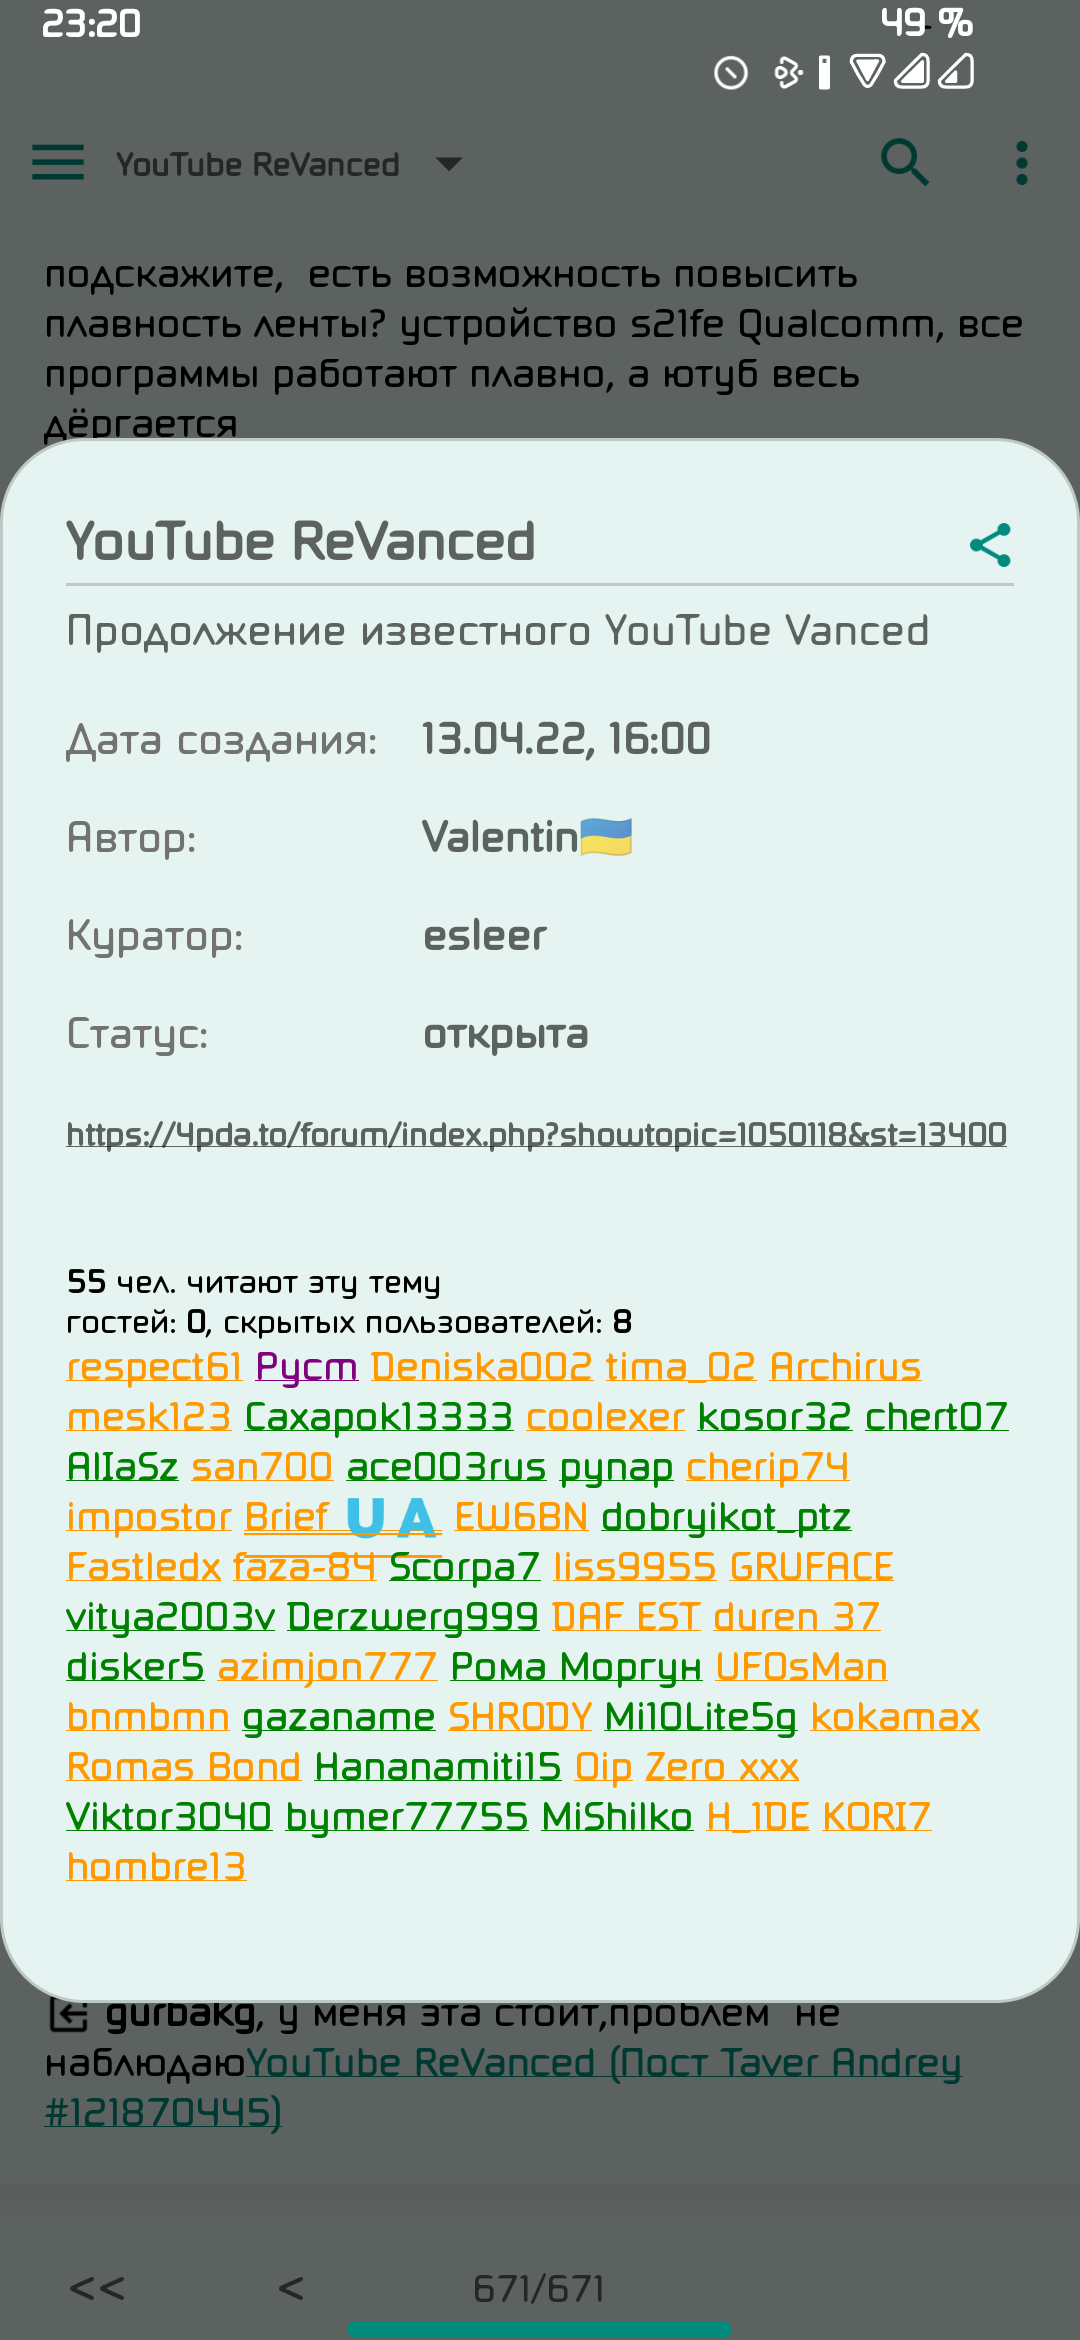 23:20
49 %
YouTube ReVanced
подскажите,  есть возможность повысить
плавность ленты? устройство s21fe Qualcomm, все
программы работают плавно, а ютуб весь
дёргается
YouTube ReVanced
Продолжение известного YouTube Vanced
Дата создания: 13.04.22, 16:00
Автор: Valentin🇺🇦
Куратор: esleer
Статус: открыта
https://4pda.to/forum/index.php?showtopic=1050118&st=13400
55 чел. читают эту тему
гостей: 0, скрытых пользователей: 8
respect61 Русm Deniska002 tima_02 Archirus
mesk123 Caxapok13333 coolexer kosor32 chert07
AlIaSz san700 ace003rus pynap cherip74
impostor Brief 🇺​🇦 EW6BN dobryikot_ptz
Fastledx faza-84 Scorpa7 liss9955 GRUFACE
vitya2003v Derzwerg999 DAF EST duren 37
disker5 azimjon777 Рома Моргун UFOsMan
bnmbmn gazaname SHRODY Mi10Lite5g kokamax
Romas Bond Hananamiti15 Oip Zero xxx
Viktor3040 bymer77755 MiShilko H_1DE KORI7
hombre13
gurbakg, у меня эта стоит,проблем  не
наблюдаюYouTube ReVanced (Пост Taver Andrey
#121870445)
<< < 671/671